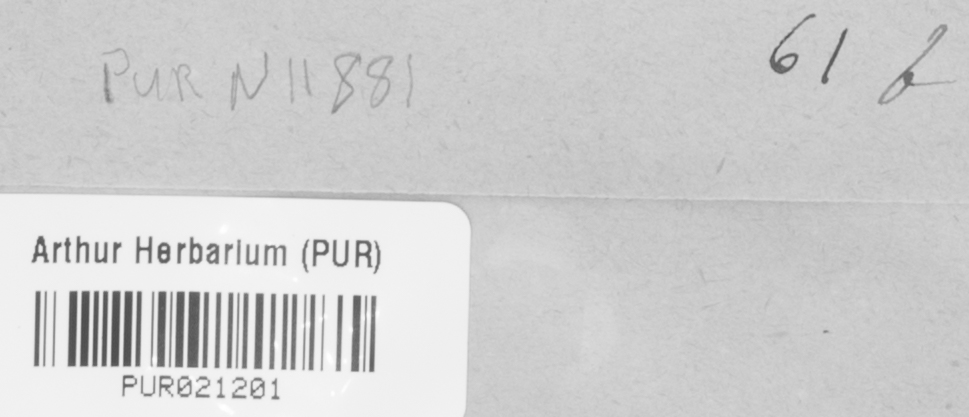 PUR N11881
61 f
Arthur Herbarium (PUR)
PUR021201